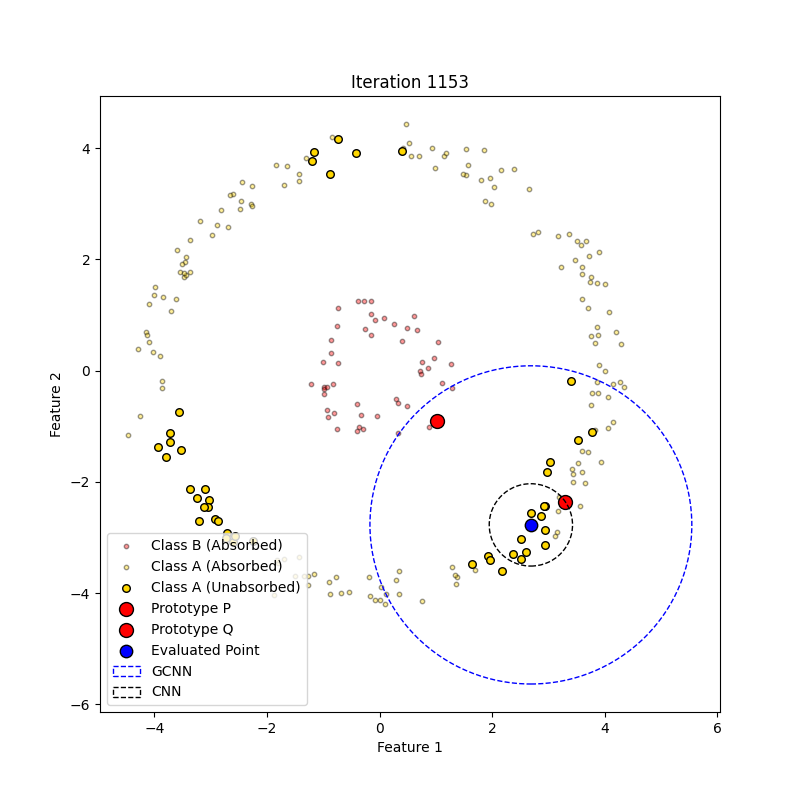 Iteration 1153
Feature 2
4
2
0
−2
−4
−6
Class B (Absorbed)
Class A (Absorbed)
Class A (Unabsorbed)
Prototype P
Prototype Q
Evaluated Point
GCNN
CNN
−4 −2 0 2 4 6
Feature 1